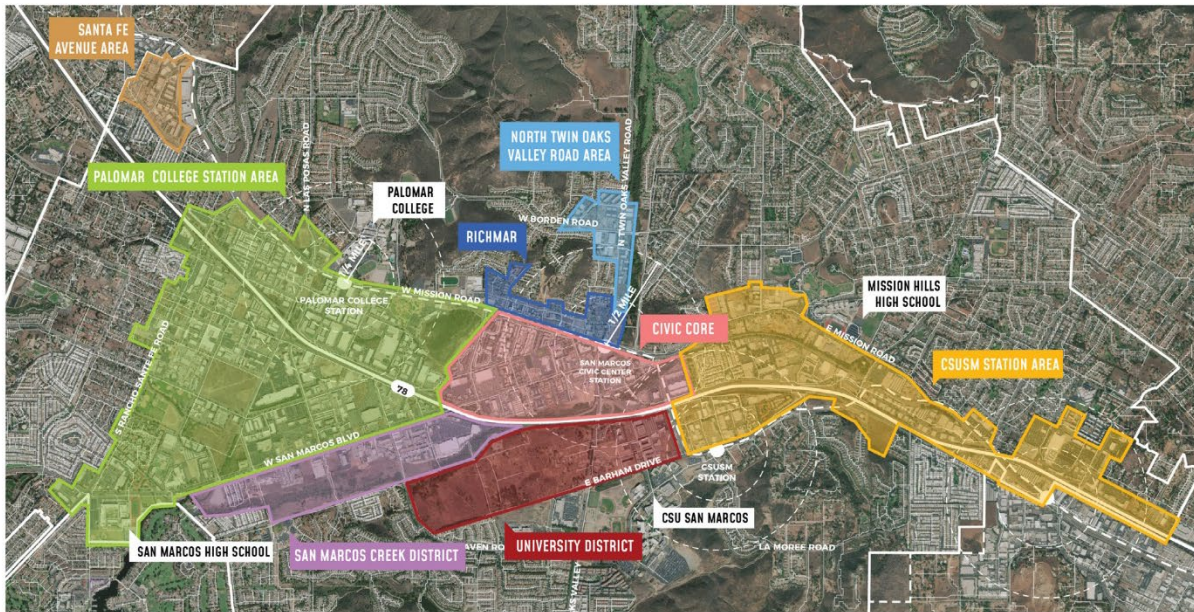 SANTA FE
AVENUE AREA
PALOMAR COLLEGE STATION AREA
N LAS POSAS ROAD
PALOMAR
COLLEGE
NORTH TWIN OAKS
VALLEY ROAD AREA
N TWIN OAKS VALLEY ROAD
W BORDEN ROAD
RICHMAR
1/4 MILE
PALOMAR COLLEGE
STATION
W MISSION ROAD
1/2 MILE
CIVIC CORE
SAN MARCOS
CIVIC CENTER
STATION
MISSION HILLS
HIGH SCHOOL
E MISSION ROAD
CSUSM STATION AREA
S RANCHO SANTE FE ROAD
78
W SAN MARCOS BLVD
E BARHAM DRIVE
CSUSM
STATION
CSU SAN MARCOS
SAN MARCOS HIGH SCHOOL
SAN MARCOS CREEK DISTRICT
UNIVERSITY DISTRICT
LA MOREE ROAD